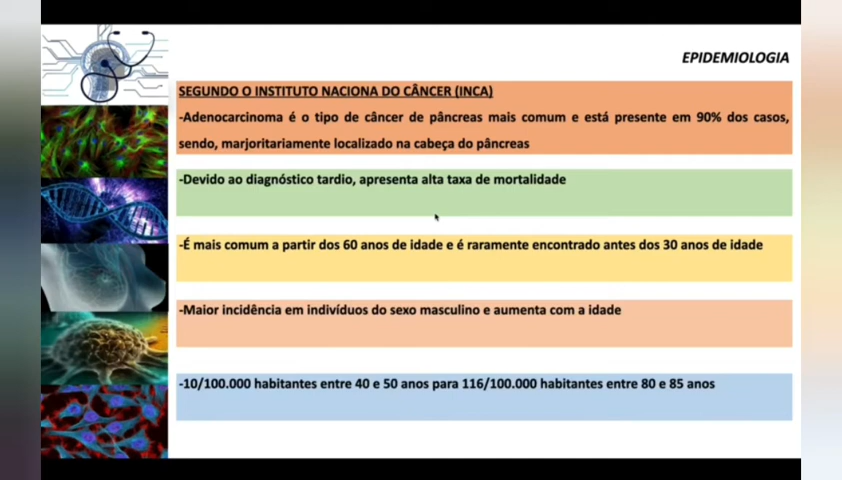 EPIDEMIOLOGIA
SEGUNDO O INSTITUTO NACIONA DO CÂNCER (INCA)
-Adenocarcinoma é o tipo de câncer de pâncreas mais comum e está presente em 90% dos casos,
sendo, marjoritariamente localizado na cabeça do pâncreas
-Devido ao diagnóstico tardio, apresenta alta taxa de mortalidade
-É mais comum a partir dos 60 anos de idade e é raramente encontrado antes dos 30 anos de idade
-Maior incidência em indivíduos do sexo masculino e aumenta com a idade
-10/100.000 habitantes entre 40 e 50 anos para 116/100.000 habitantes entre 80 e 85 anos